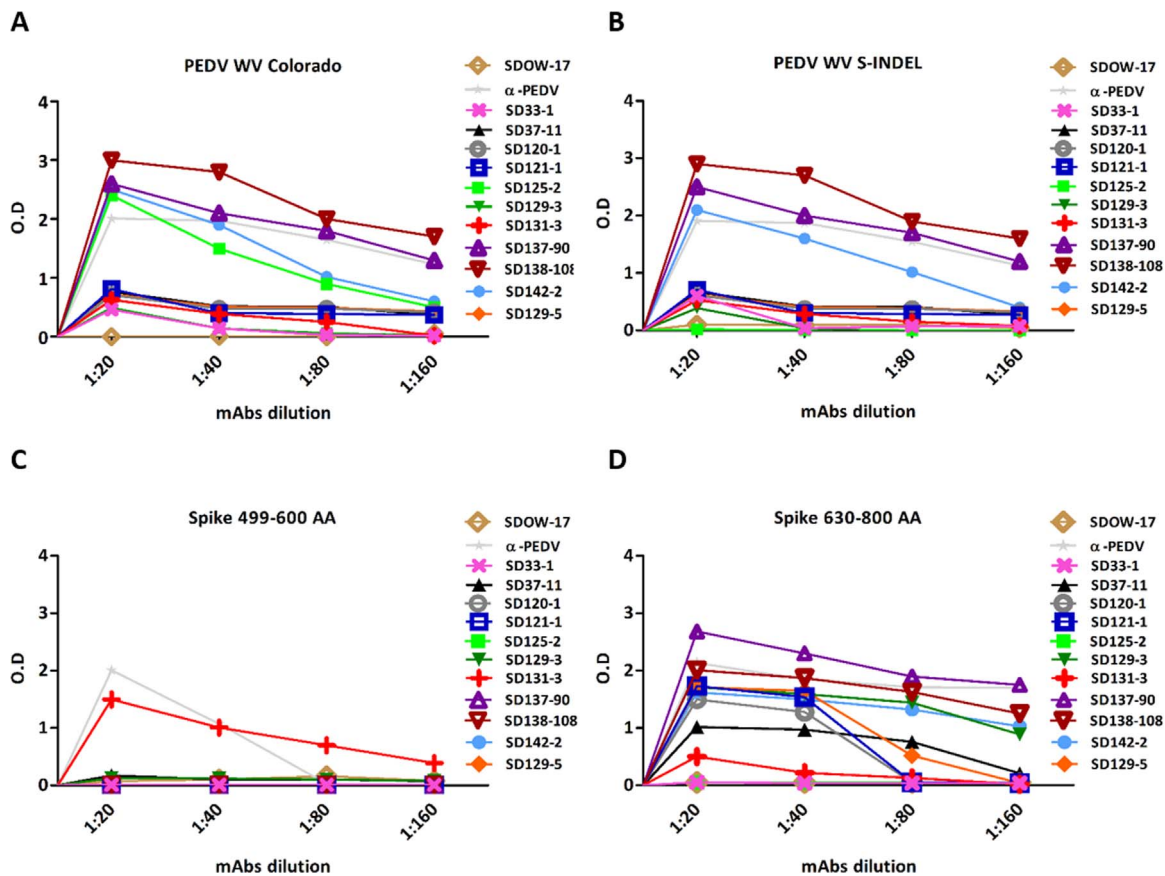 A
PEDV WV Colorado
O.D
4
3
2
1
0
1:20
1:40
1:80
1:160
mAbs dilution
SDOW-17
α-PEDV
SD33-1
SD37-11
SD120-1
SD121-1
SD125-2
SD129-3
SD131-3
SD137-90
SD138-108
SD142-2
SD129-5
B
PEDV WV S-INDEL
O.D
4
3
2
1
0
1:20
1:40
1:80
1:160
mAbs dilution
SDOW-17
α-PEDV
SD33-1
SD37-11
SD120-1
SD121-1
SD125-2
SD129-3
SD131-3
SD137-90
SD138-108
SD142-2
SD129-5
C
Spike 499-600 AA
O.D
4
3
2
1
0
1:20
1:40
1:80
1:160
mAbs dilution
SDOW-17
α-PEDV
SD33-1
SD37-11
SD120-1
SD121-1
SD125-2
SD129-3
SD131-3
SD137-90
SD138-108
SD142-2
SD129-5
D
Spike 630-800 AA
O.D
4
3
2
1
0
1:20
1:40
1:80
1:160
mAbs dilution
SDOW-17
α-PEDV
SD33-1
SD37-11
SD120-1
SD121-1
SD125-2
SD129-3
SD131-3
SD137-90
SD138-108
SD142-2
SD129-5